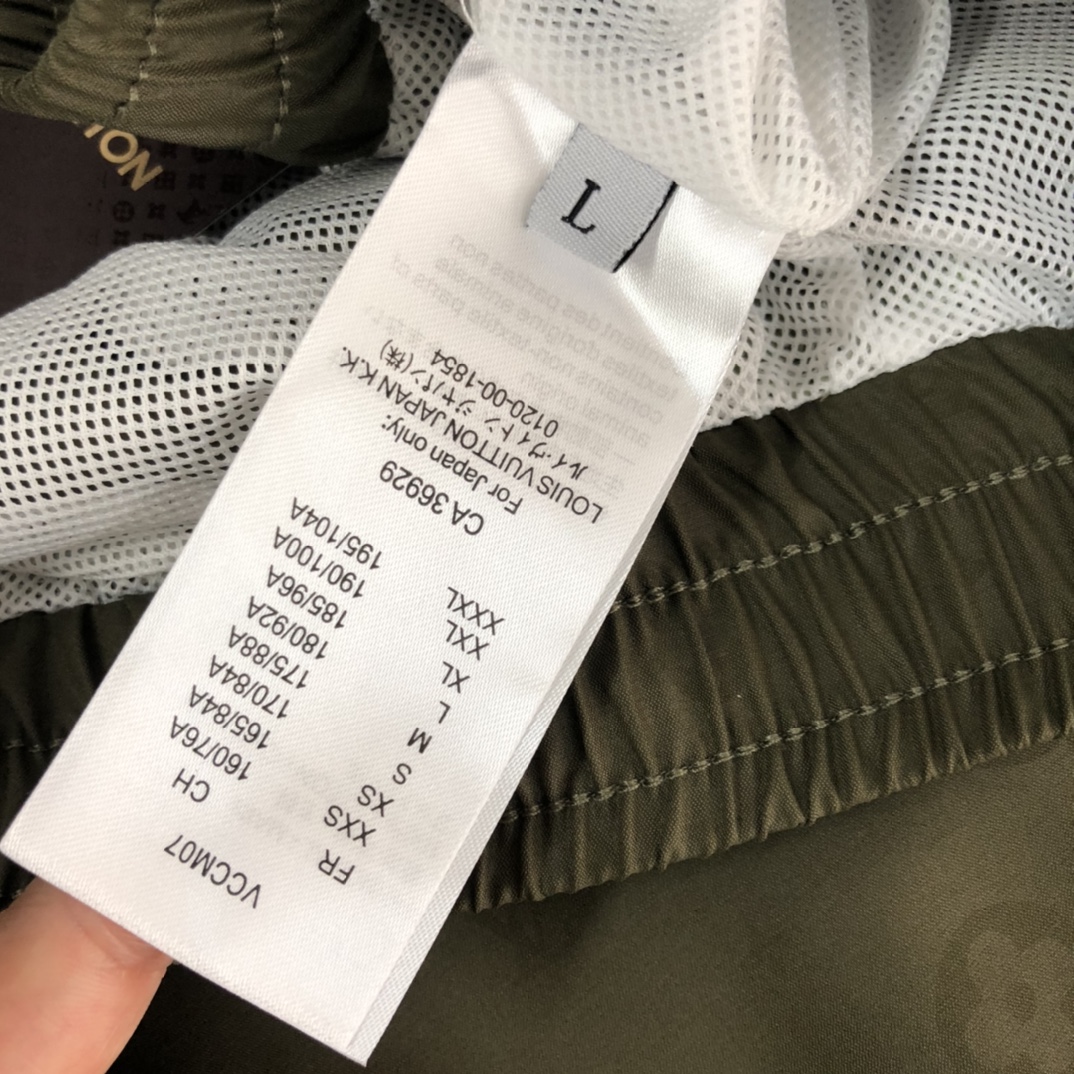 L
VCCM07
FR CH
XXS 160/76A
XS 165/84A
S 170/84A
M 175/88A
L 180/92A
XL 185/96A
XXL 190/100A
XXXL 195/104A
CA 36929
For Japan only:
LOUIS VUITTON JAPAN K.K.
ルイ・ヴィトン ジャパン (株)
0120-00-1854